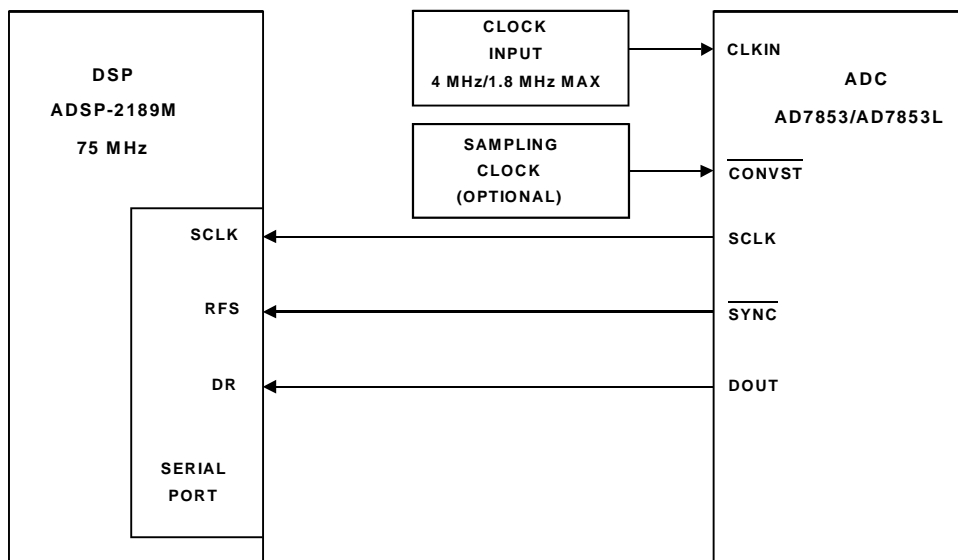 DSP
ADSP-2189M
75 MHz
SCLK
RFS
DR
SERIAL
PORT
CLOCK
INPUT
4 MHz/1.8 MHz MAX
SAMPLING
CLOCK
(OPTIONAL)
CLKIN
ADC
AD7853/AD7853L
CONVST
SCLK
SYNC
DOUT